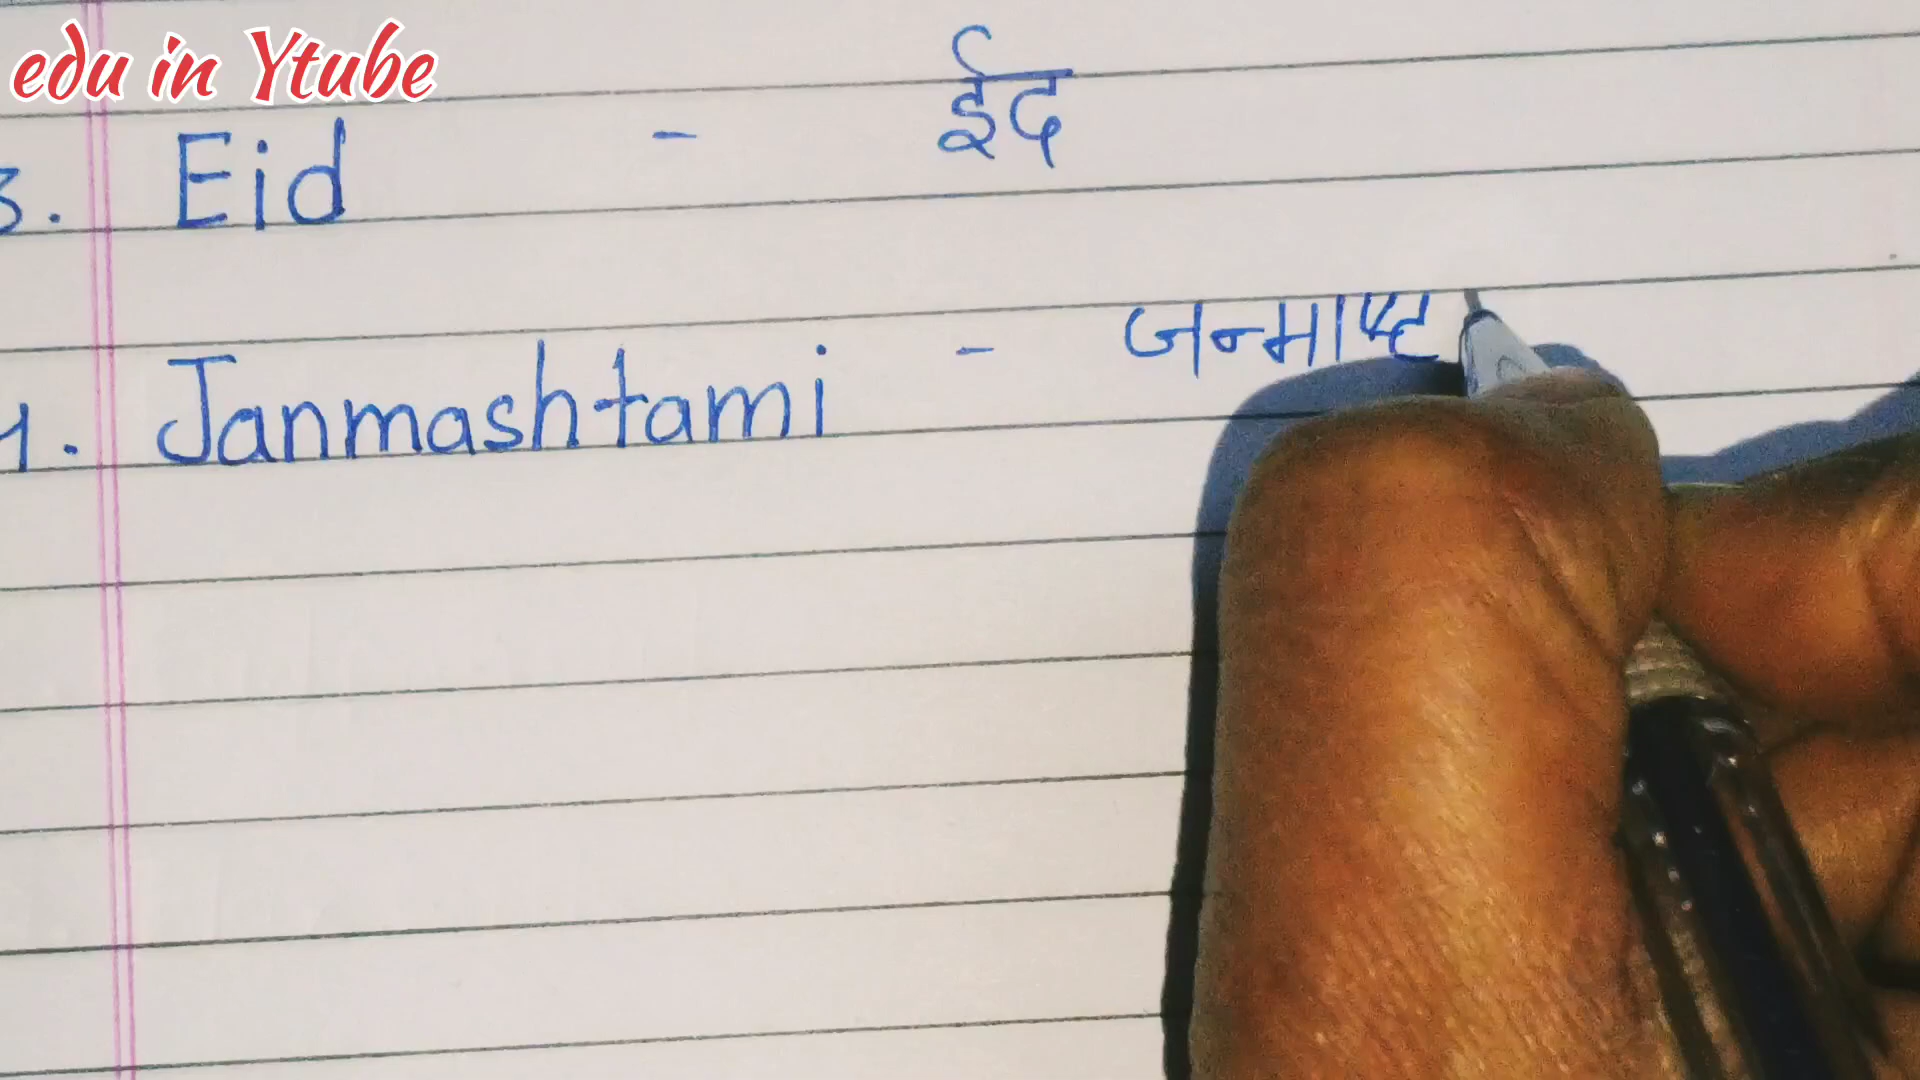 edu in Ytube
3. Eid - ईद
4. Janmashtami - जन्माष्ट